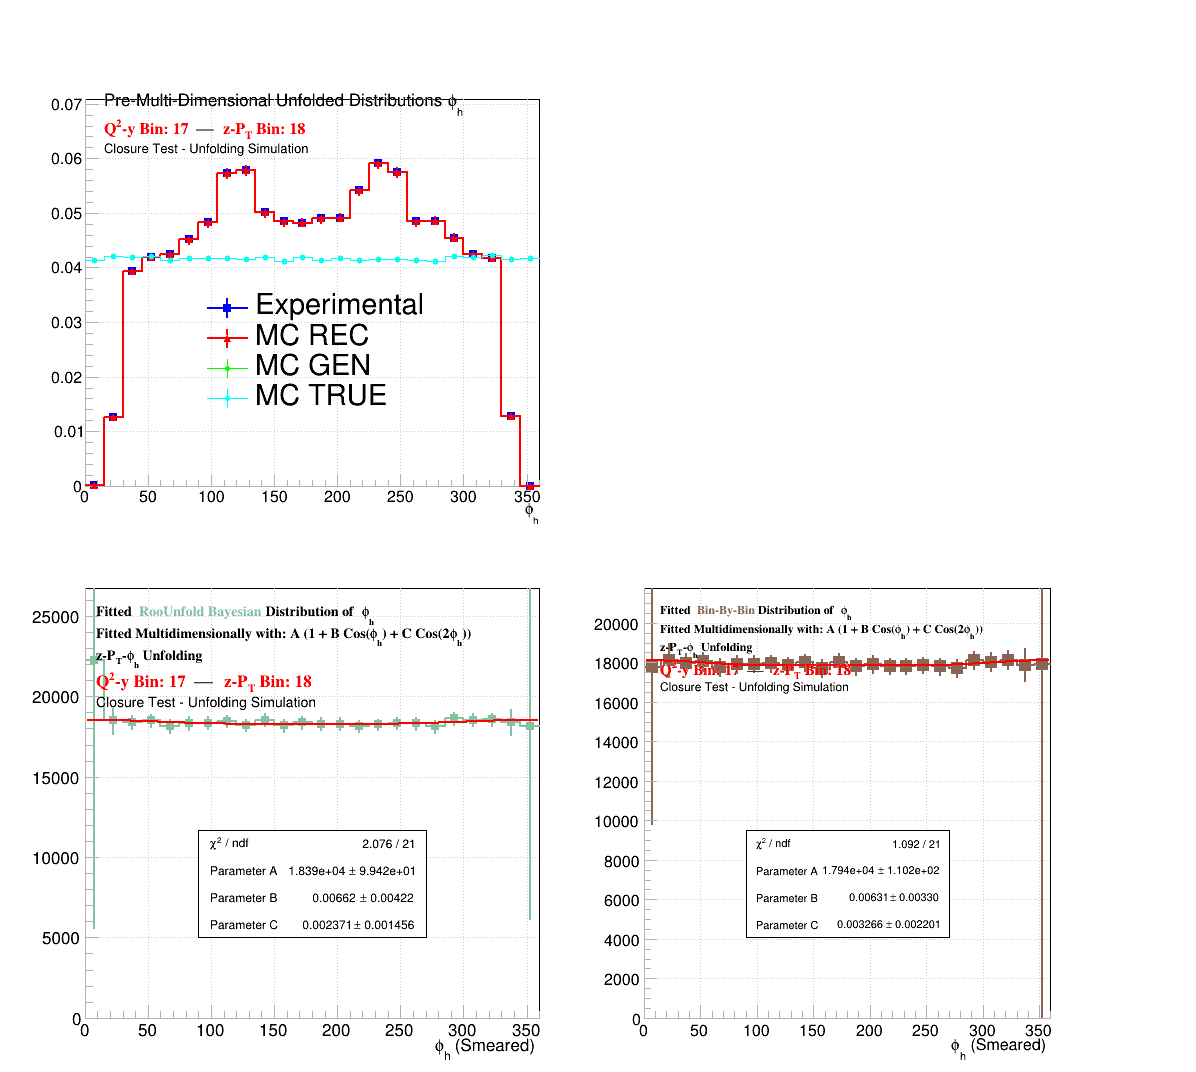 Pre-Multi-Dimensional Unfolded Distributions ϕh
Q²-y Bin: 17 — z-PT Bin: 18
Closure Test - Unfolding Simulation
0.07
0.06
0.05
0.04
0.03
0.02
0.01
0
Experimental
MC REC
MC GEN
MC TRUE
0 50 100 150 200 250 300 350
ϕh
Fitted RooUnfold Bayesian Distribution of ϕh
Fitted Multidimensionally with: A (1 + B Cos(ϕh) + C Cos(2ϕh))
z-PT-ϕh Unfolding
Q²-y Bin: 17 — z-PT Bin: 18
Closure Test - Unfolding Simulation
25000
20000
15000
10000
5000
0
χ² / ndf 2.076 / 21
Parameter A 1.839e+04 ± 9.942e+01
Parameter B 0.00662 ± 0.00422
Parameter C 0.002371 ± 0.001456
0 50 100 150 200 250 300 350
ϕh (Smeared)
Fitted Bin-By-Bin Distribution of ϕh
Fitted Multidimensionally with: A (1 + B Cos(ϕh) + C Cos(2ϕh))
z-PT-ϕh Unfolding
Q²-y Bin: 17 — z-PT Bin: 18
Closure Test - Unfolding Simulation
20000
18000
16000
14000
12000
10000
8000
6000
4000
2000
0
χ² / ndf 1.092 / 21
Parameter A 1.794e+04 ± 1.102e+02
Parameter B 0.00631 ± 0.00330
Parameter C 0.003266 ± 0.002201
0 50 100 150 200 250 300 350
ϕh (Smeared)